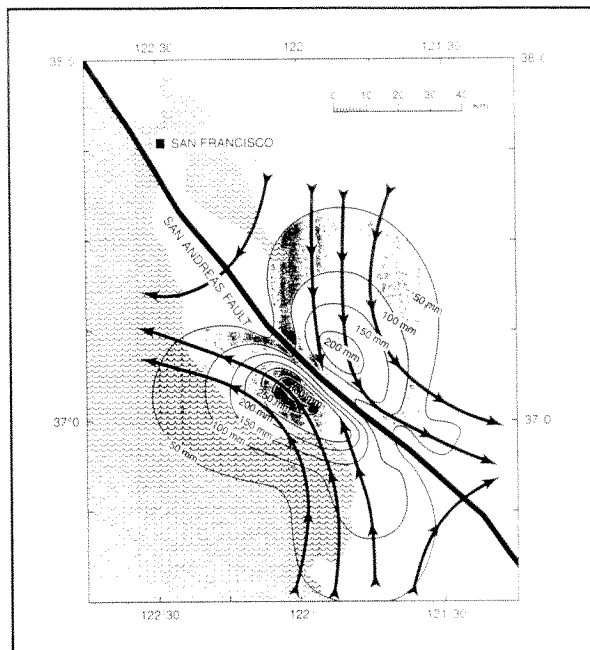 122 30 122 121 30
38 0
0 10 20 30 40
Km
SAN FRANCISCO
SAN ANDREAS FAULT
50 mm
100 mm
150 mm
200 mm
250 mm
200 mm
150 mm
100 mm
50 mm
37°0 37 0
122°30 122 121 30